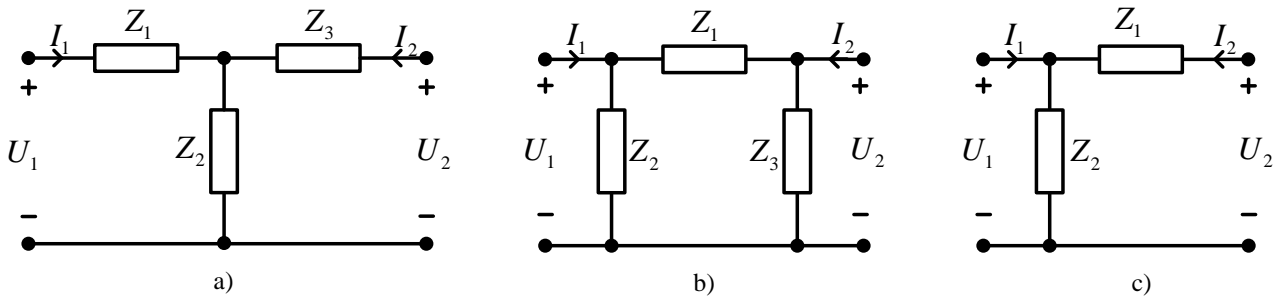 I₁ Z₁ Z₃ I₂
+ +
U₁ Z₂ U₂
− −
a)
I₁ Z₁ I₂
+ +
U₁ Z₂ Z₃ U₂
− −
b)
I₁ Z₁ I₂
+ +
U₁ Z₂ U₂
− −
c)